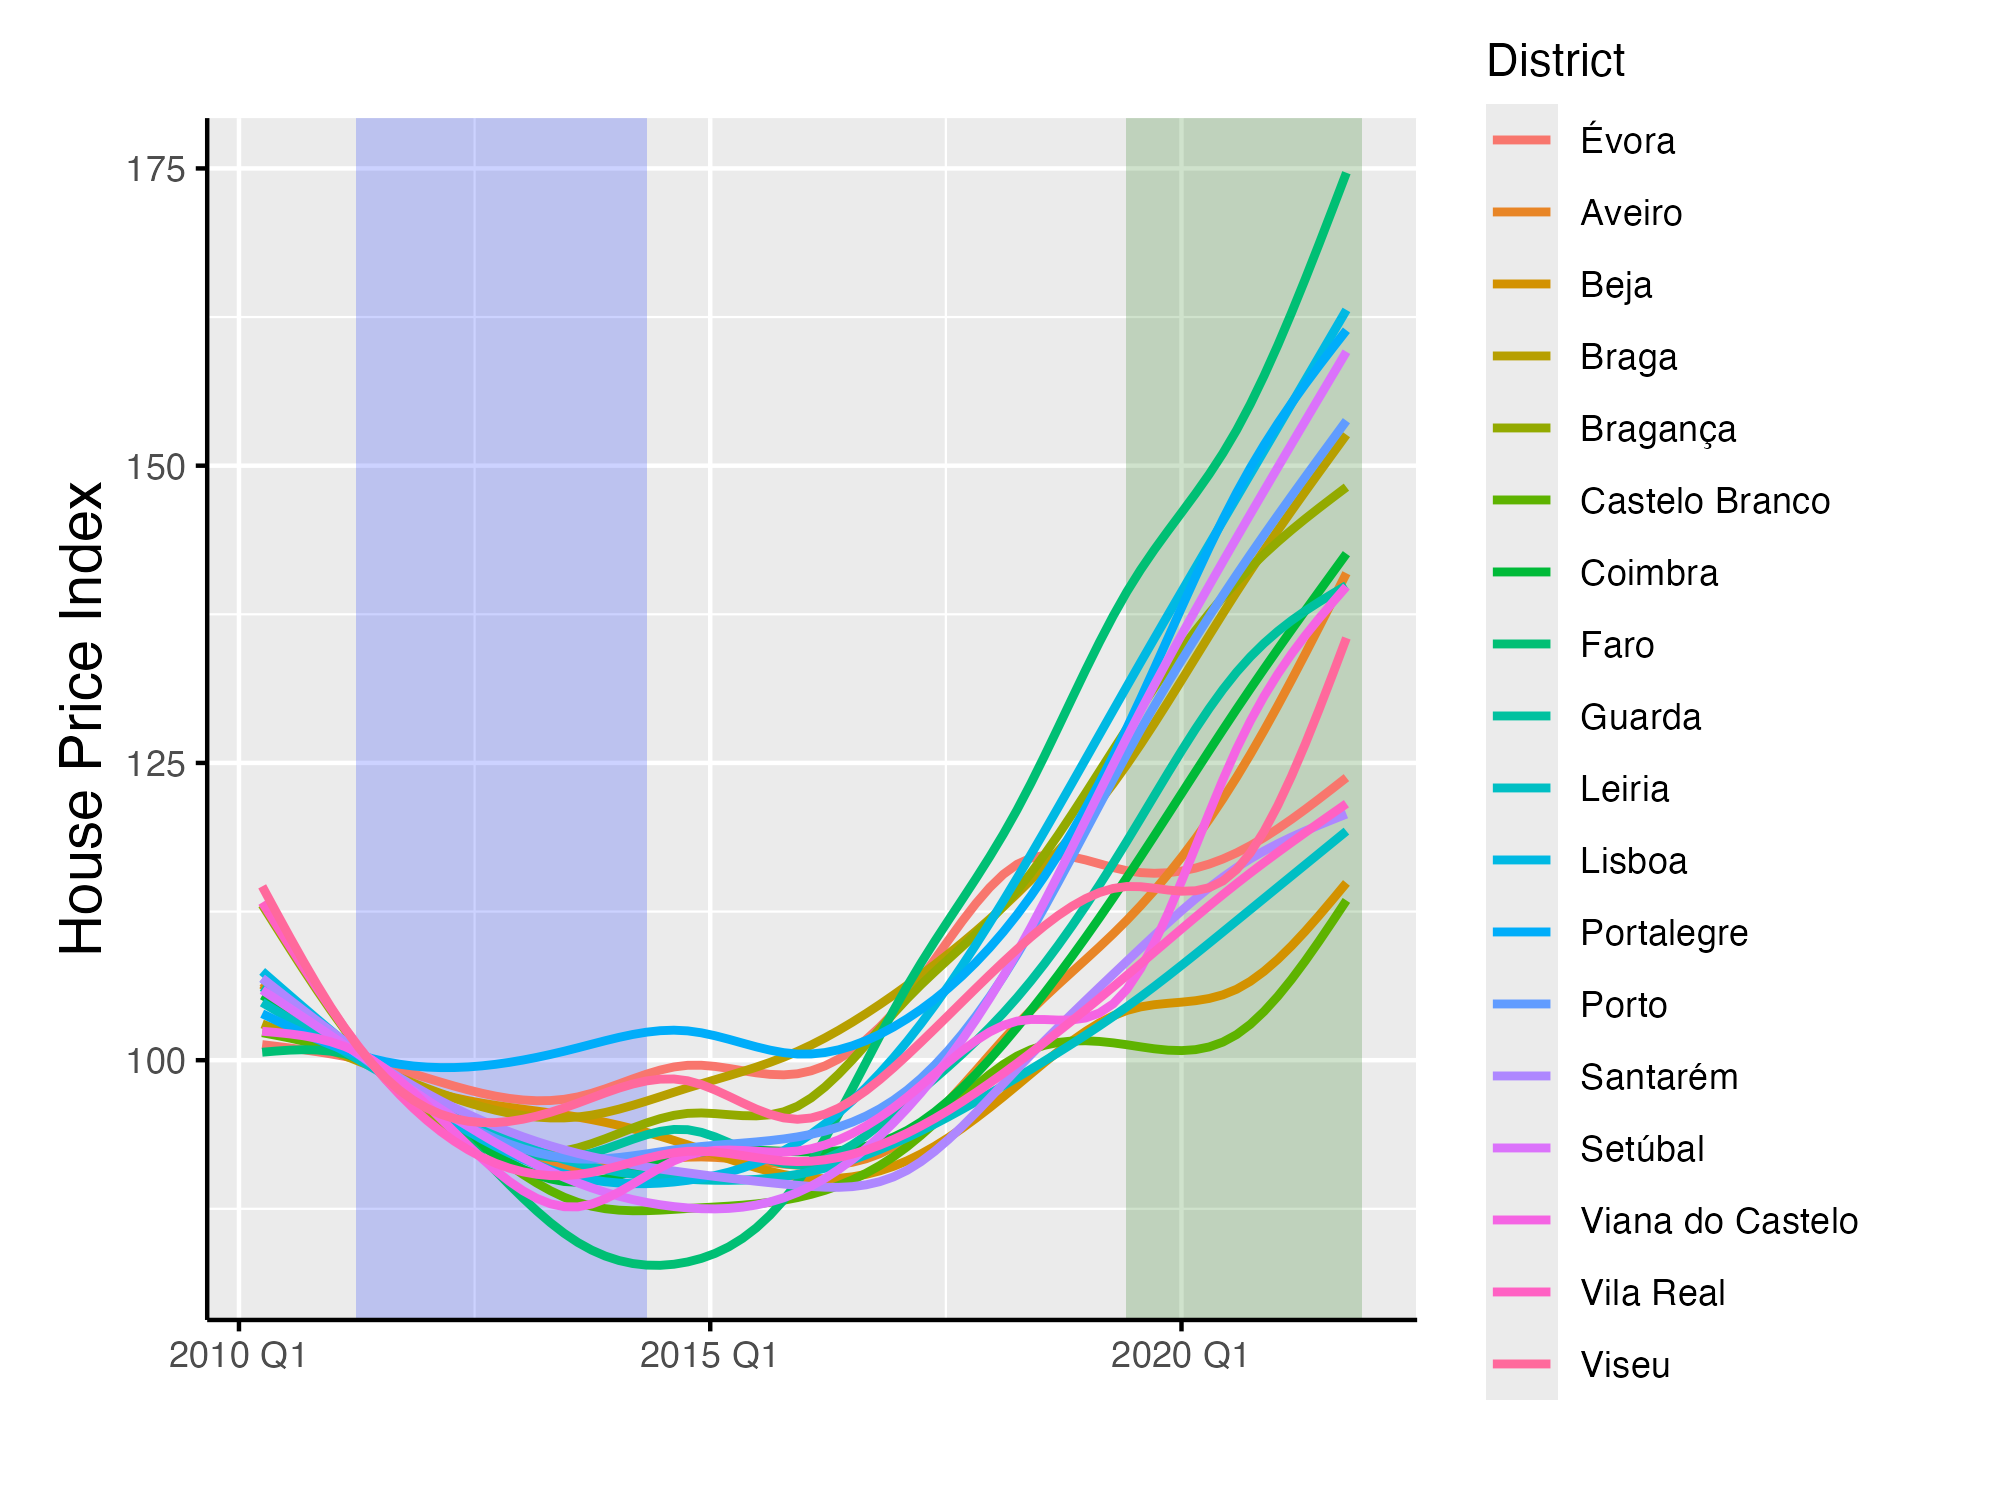 District
Évora
Aveiro
Beja
Braga
Bragança
Castelo Branco
Coimbra
Faro
Guarda
Leiria
Lisboa
Portalegre
Porto
Santarém
Setúbal
Viana do Castelo
Vila Real
Viseu
House Price Index
175
150
125
100
2010 Q1
2015 Q1
2020 Q1